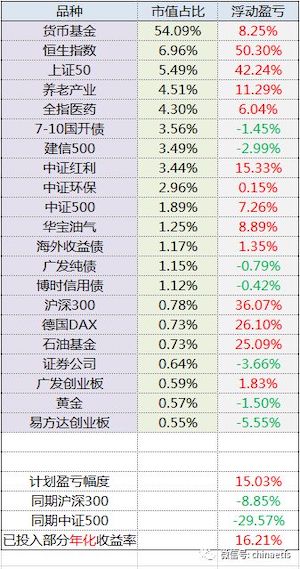 品种 市值占比 浮动盈亏
货币基金 54.09% 8.25%
恒生指数 6.96% 50.30%
上证50 5.49% 42.24%
养老产业 4.51% 11.29%
全指医药 4.30% 6.04%
7-10国开债 3.56% -1.45%
建信500 3.49% -2.99%
中证红利 3.44% 15.33%
中证环保 2.96% 0.15%
中证500 1.89% 7.26%
华宝油气 1.25% 8.89%
海外收益债 1.17% 1.35%
广发纯债 1.15% -0.79%
博时信用债 1.12% -0.42%
沪深300 0.78% 36.07%
德国DAX 0.73% 26.10%
石油基金 0.73% 25.09%
证券公司 0.64% -3.66%
广发创业板 0.59% 1.83%
黄金 0.57% -1.50%
易方达创业板 0.55% -5.55%
计划盈亏幅度 15.03%
同期沪深300 -8.85%
同期中证500 -29.57%
已投入部分年化收益率 16.21%
微信号: chinaetfs